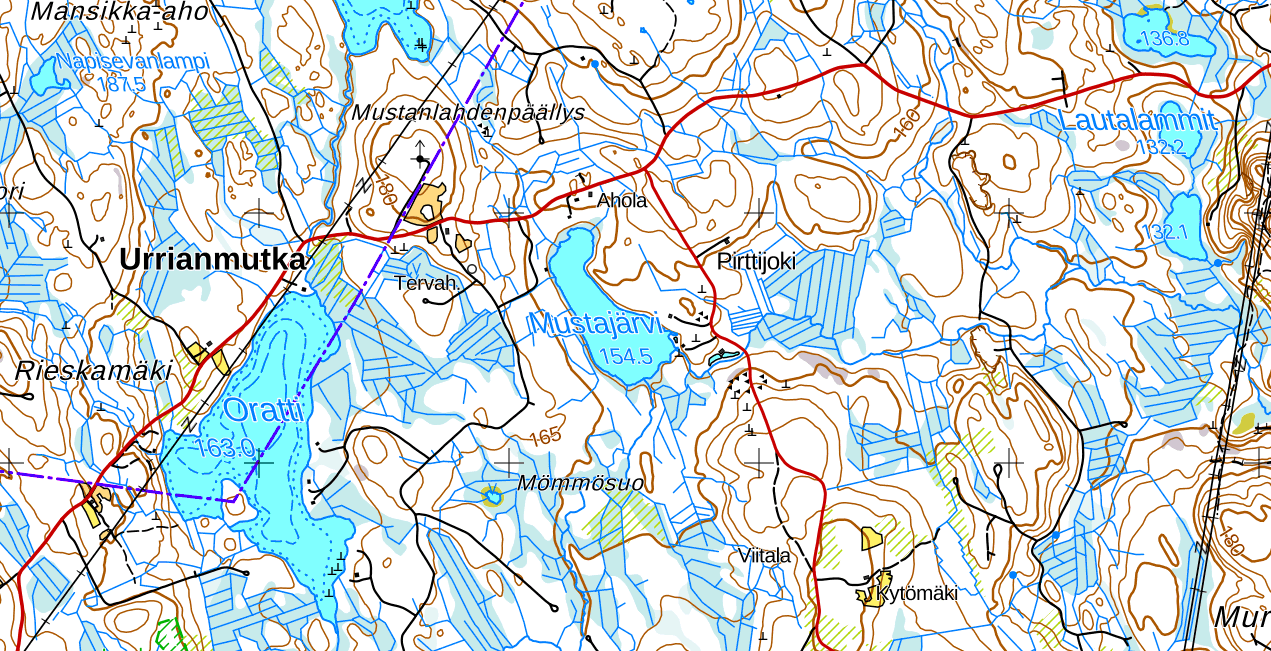 Mansikka-aho
136.8
Näpisevänlampi
187.5
Mustanlahdenpäällys
Lautalammit
132.2
160
180
Ahola
132.1
Urrianmutka
Pirttijoki
Tervah.
Mustajärvi
154.5
Rieskamäki
Oratti
163.0
165
Mömmösuo
Viitala
180
Kytömäki